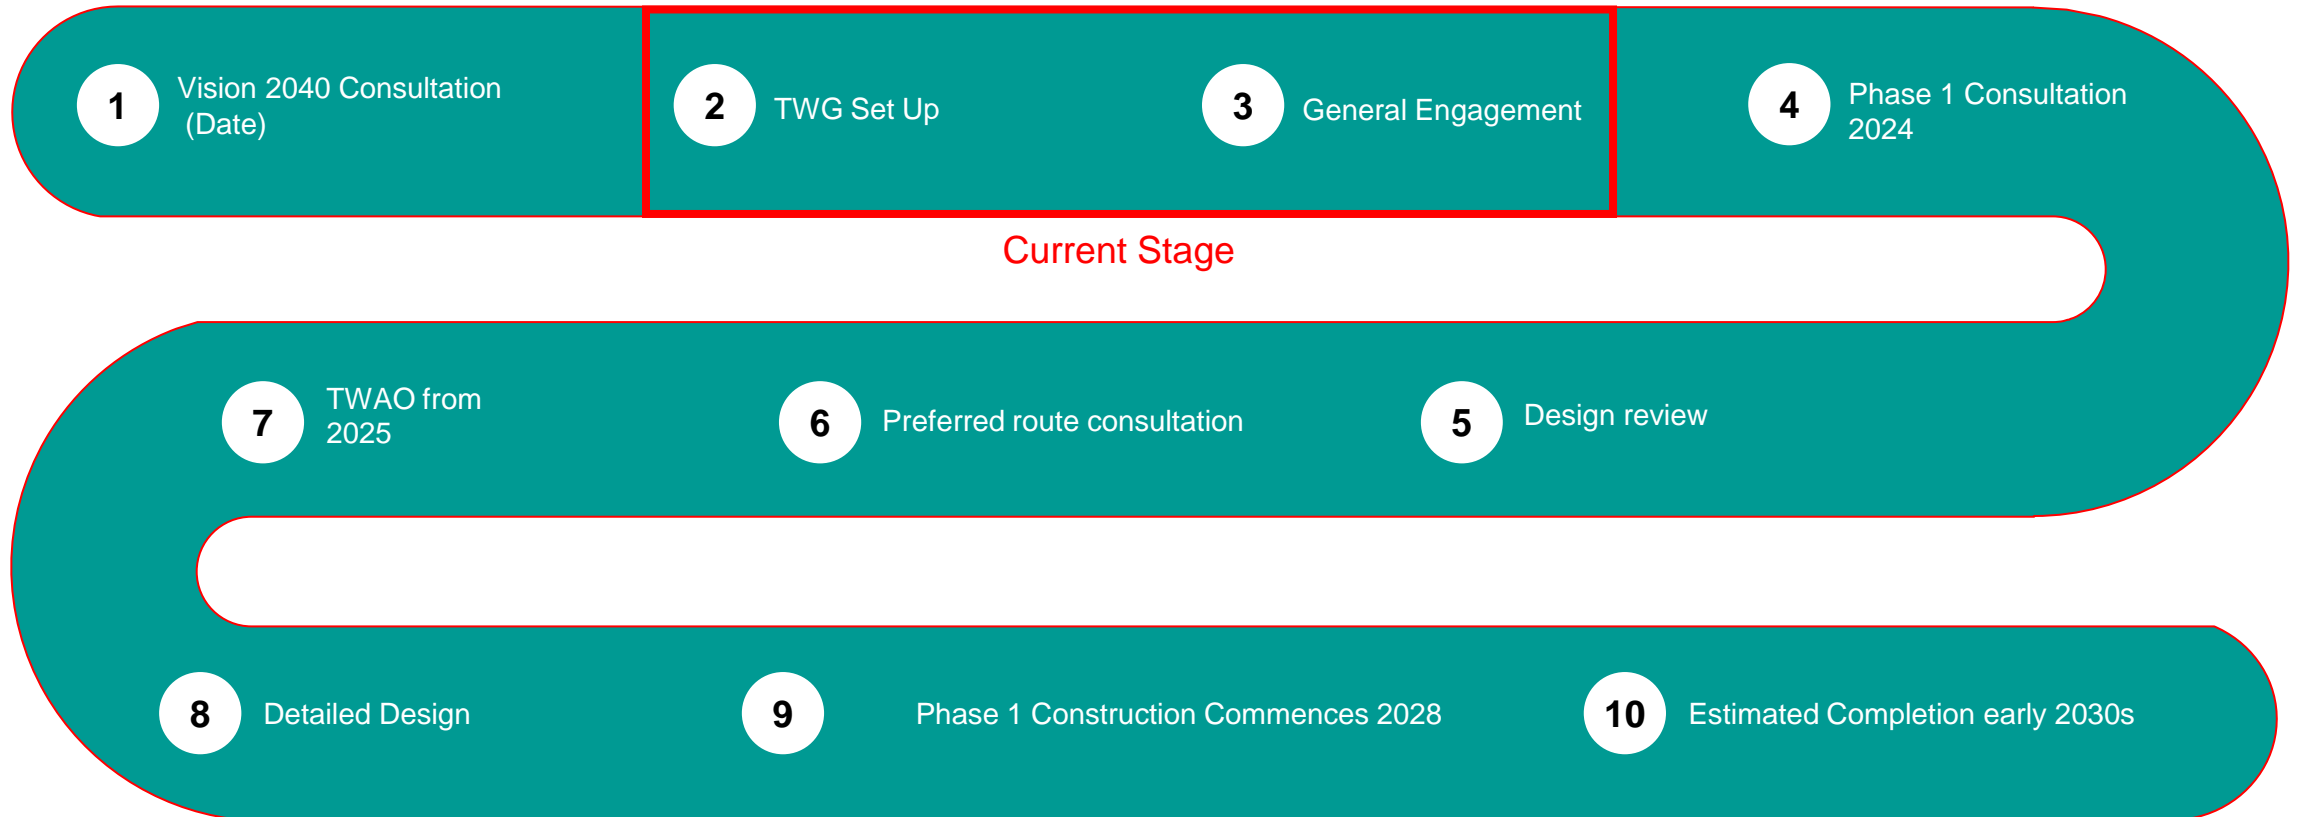 1
Vision 2040 Consultation
(Date)
2
TWG Set Up
3
General Engagement
4
Phase 1 Consultation
2024
Current Stage
5
Design review
6
Preferred route consultation
7
TWAO from
2025
8
Detailed Design
9
Phase 1 Construction Commences 2028
10
Estimated Completion early 2030s